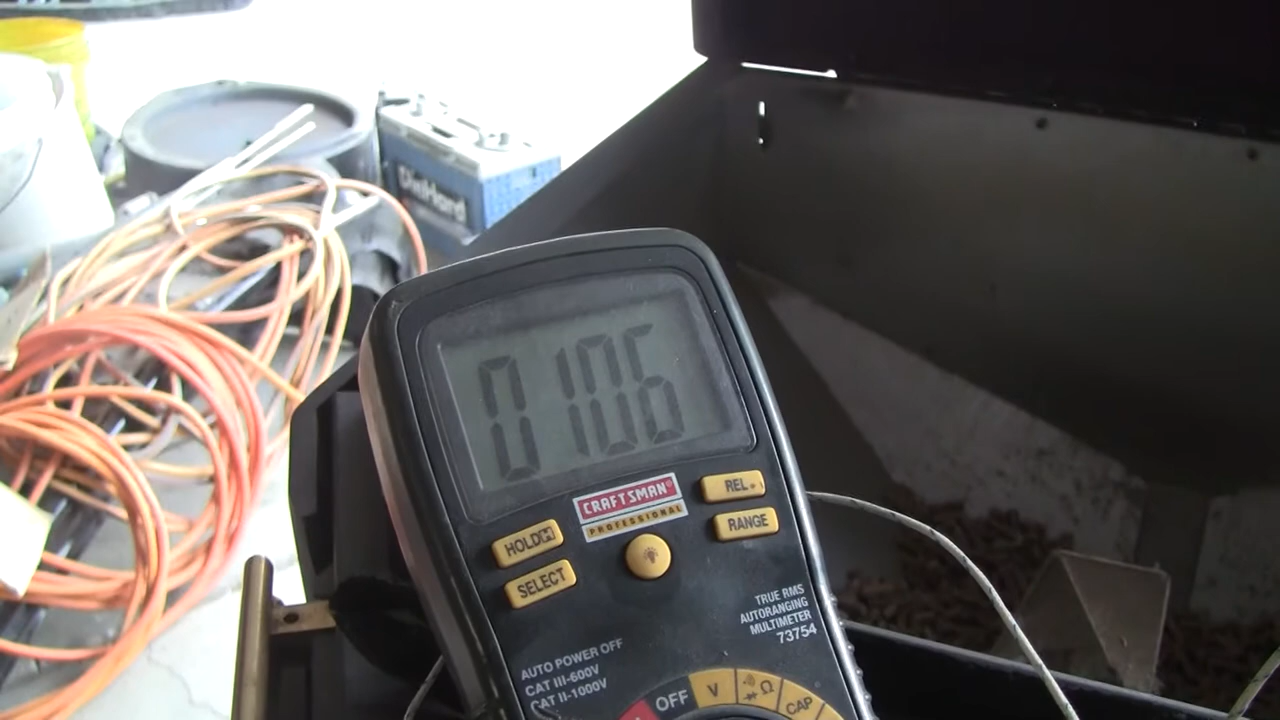 DieHard
0106
CRAFTSMAN®
PROFESSIONAL
REL
HOLD H
RANGE
SELECT
TRUE RMS
AUTORANGING
MULTIMETER
73754
AUTO POWER OFF
CAT III-600V
CAT II-1000V
OFF
V
Ω
CAP